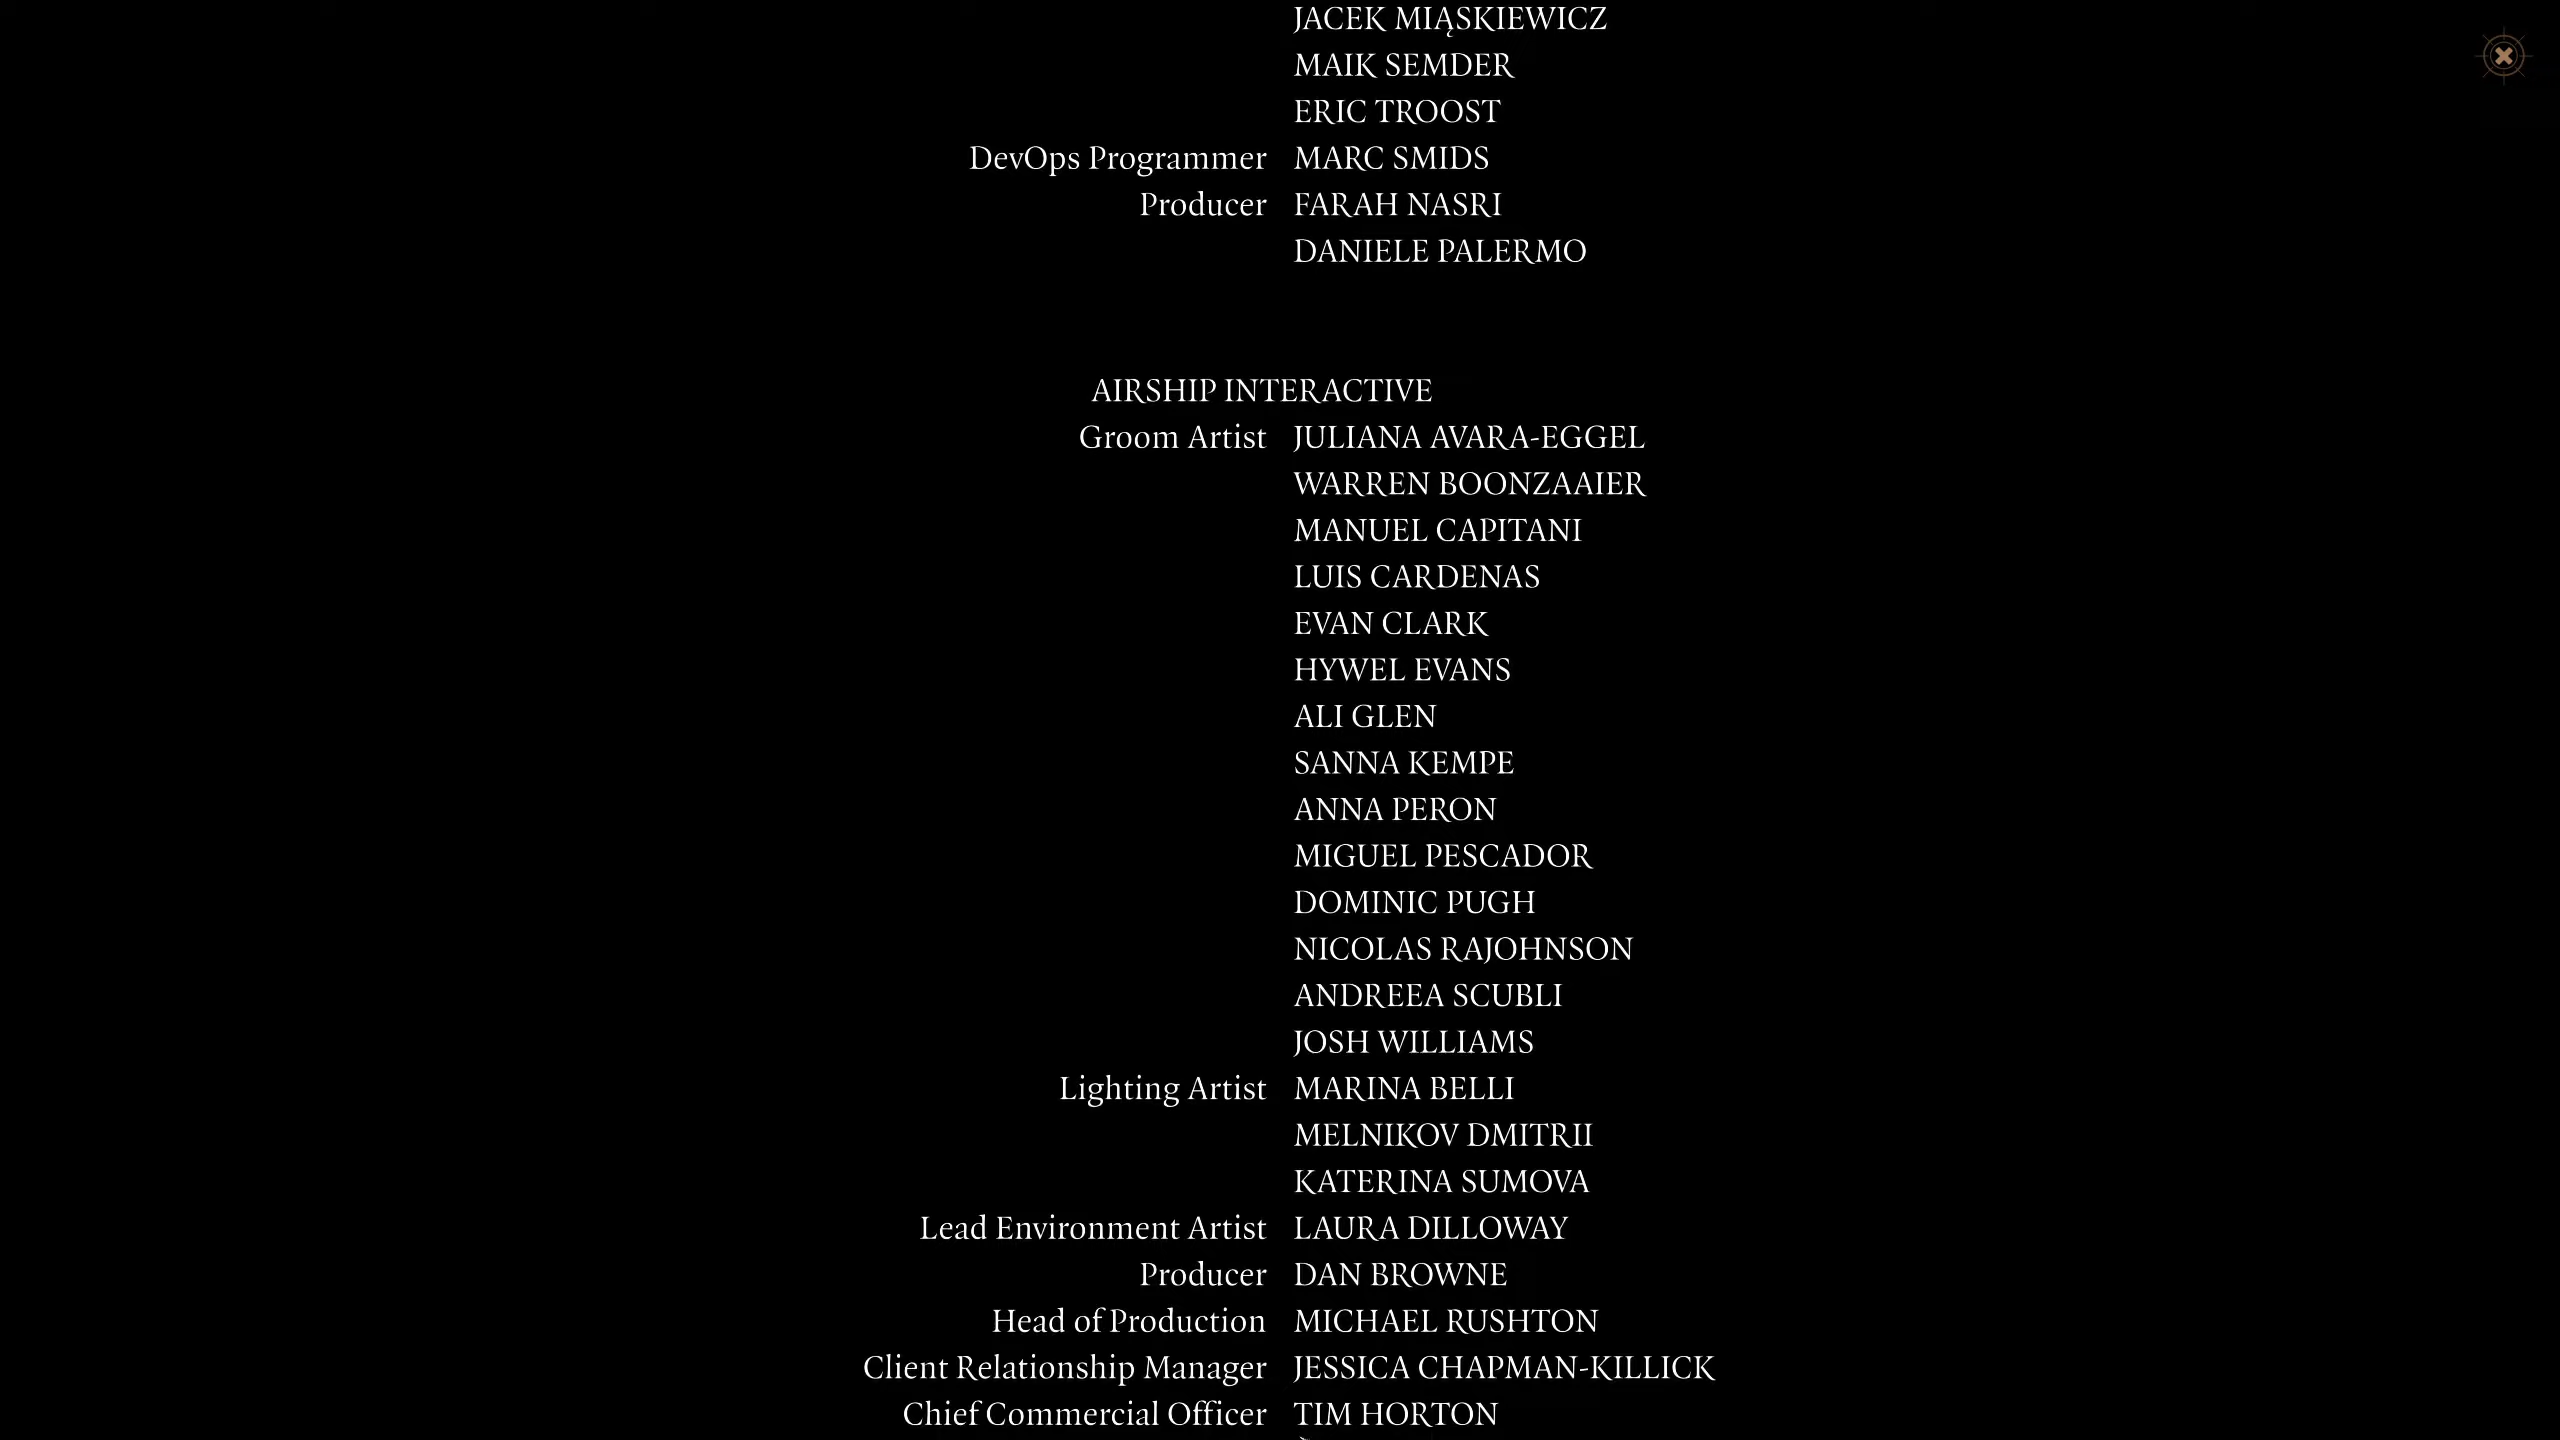 JACEK MIĄSKIEWICZ
MAIK SEMDER
ERIC TROOST
DevOps Programmer MARC SMIDS
Producer FARAH NASRI
DANIELE PALERMO
AIRSHIP INTERACTIVE
Groom Artist JULIANA AVARA-EGGEL
WARREN BOONZAAIER
MANUEL CAPITANI
LUIS CARDENAS
EVAN CLARK
HYWEL EVANS
ALI GLEN
SANNA KEMPE
ANNA PERON
MIGUEL PESCADOR
DOMINIC PUGH
NICOLAS RAJOHNSON
ANDREEA SCUBLI
JOSH WILLIAMS
Lighting Artist MARINA BELLI
MELNIKOV DMITRII
KATERINA SUMOVA
Lead Environment Artist LAURA DILLOWAY
Producer DAN BROWNE
Head of Production MICHAEL RUSHTON
Client Relationship Manager JESSICA CHAPMAN-KILLICK
Chief Commercial Officer TIM HORTON